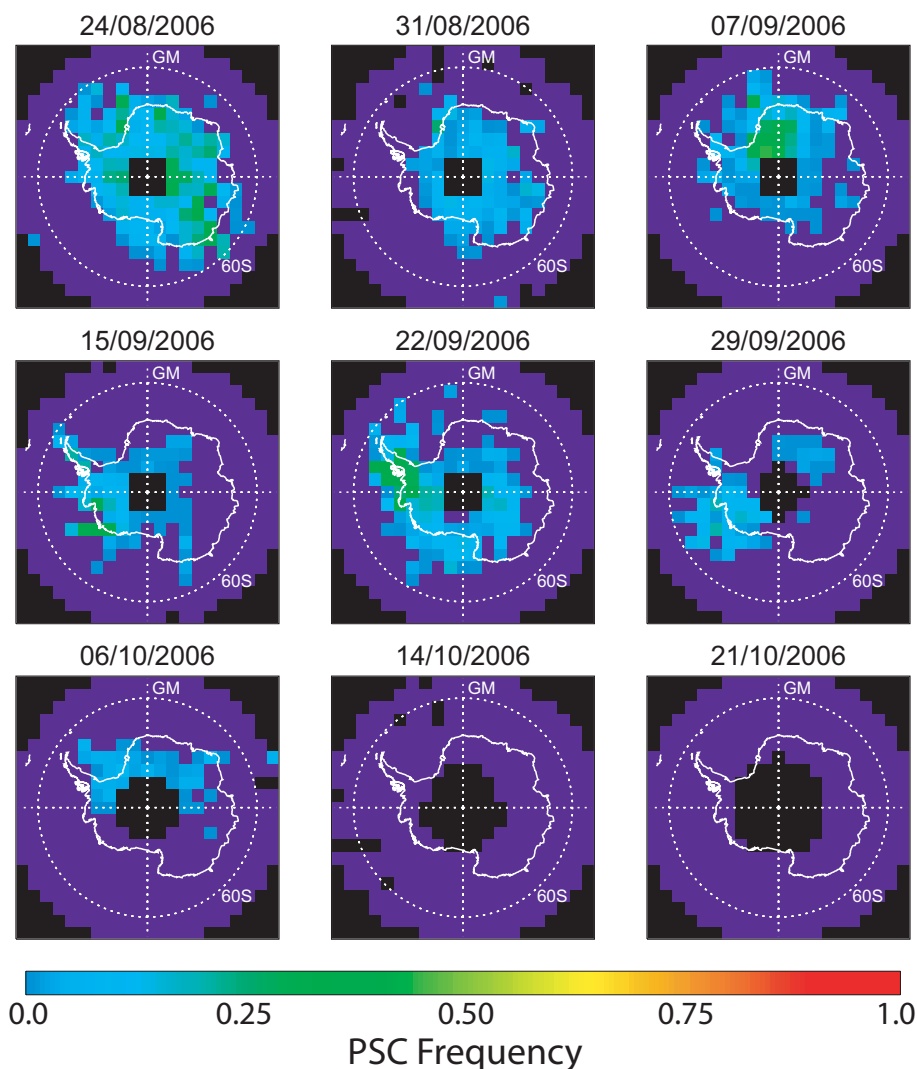 24/08/2006 31/08/2006 07/09/2006
GM GM GM
60S 60S 60S
15/09/2006 22/09/2006 29/09/2006
GM GM GM
60S 60S 60S
06/10/2006 14/10/2006 21/10/2006
GM GM GM
60S 60S 60S
0.0 0.25 0.50 0.75 1.0
PSC Frequency